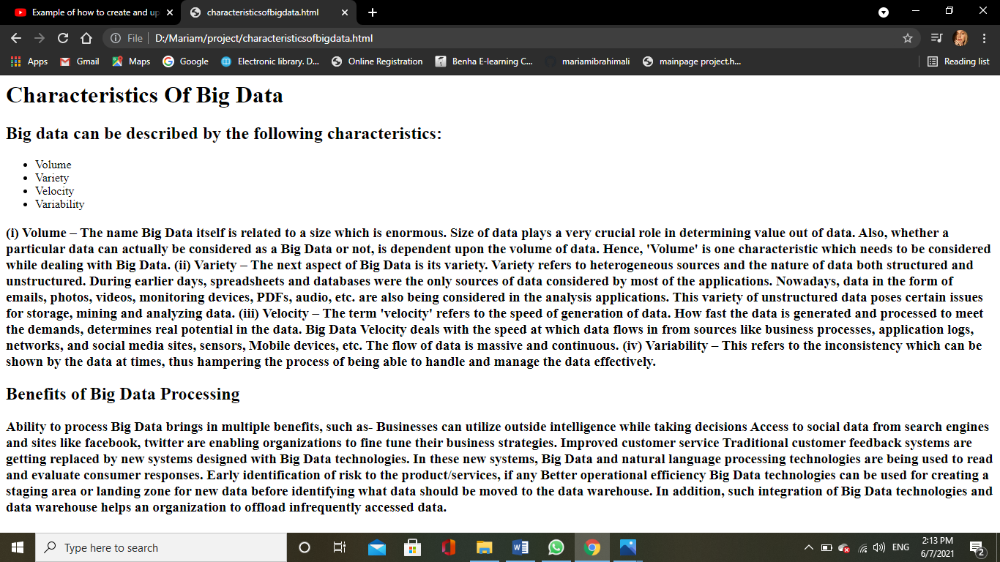 Example of how to create and up
characteristicsofbigdata.html
File
D:/Mariam/project/characteristicsofbigdata.html
Apps
Gmail
Maps
Google
Electronic library. D...
Online Registration
Benha E-learning C...
mariamibrahimali
mainpage project.h...
Reading list
Characteristics Of Big Data
Big data can be described by the following characteristics:
• Volume
• Variety
• Velocity
• Variability
(i) Volume – The name Big Data itself is related to a size which is enormous. Size of data plays a very crucial role in determining value out of data. Also, whether a
particular data can actually be considered as a Big Data or not, is dependent upon the volume of data. Hence, 'Volume' is one characteristic which needs to be considered
while dealing with Big Data. (ii) Variety – The next aspect of Big Data is its variety. Variety refers to heterogeneous sources and the nature of data both structured and
unstructured. During earlier days, spreadsheets and databases were the only sources of data considered by most of the applications. Nowadays, data in the form of
emails, photos, videos, monitoring devices, PDFs, audio, etc. are also being considered in the analysis applications. This variety of unstructured data poses certain issues
for storage, mining and analyzing data. (iii) Velocity – The term 'velocity' refers to the speed of generation of data. How fast the data is generated and processed to meet
the demands, determines real potential in the data. Big Data Velocity deals with the speed at which data flows in from sources like business processes, application logs,
networks, and social media sites, sensors, Mobile devices, etc. The flow of data is massive and continuous. (iv) Variability – This refers to the inconsistency which can be
shown by the data at times, thus hampering the process of being able to handle and manage the data effectively.
Benefits of Big Data Processing
Ability to process Big Data brings in multiple benefits, such as- Businesses can utilize outside intelligence while taking decisions Access to social data from search engines
and sites like facebook, twitter are enabling organizations to fine tune their business strategies. Improved customer service Traditional customer feedback systems are
getting replaced by new systems designed with Big Data technologies. In these new systems, Big Data and natural language processing technologies are being used to read
and evaluate consumer responses. Early identification of risk to the product/services, if any Better operational efficiency Big Data technologies can be used for creating a
staging area or landing zone for new data before identifying what data should be moved to the data warehouse. In addition, such integration of Big Data technologies and
data warehouse helps an organization to offload infrequently accessed data.
Type here to search
ENG
2:13 PM
6/7/2021
2